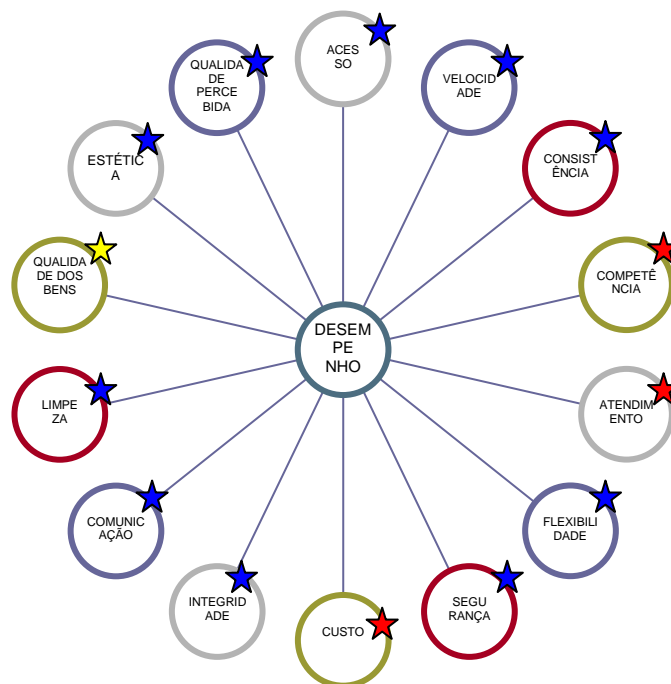 ACES
SO
VELOCID
ADE
CONSIST
ÊNCIA
COMPETÊ
NCIA
ATENDIM
ENTO
FLEXIBILI
DADE
SEGU
RANÇA
CUSTO
INTEGRID
ADE
COMUNIC
AÇÃO
LIMPE
ZA
QUALIDA
DE DOS
BENS
ESTÉTIC
A
QUALIDA
DE PERCE
BIDA
DESEM
PE
NHO